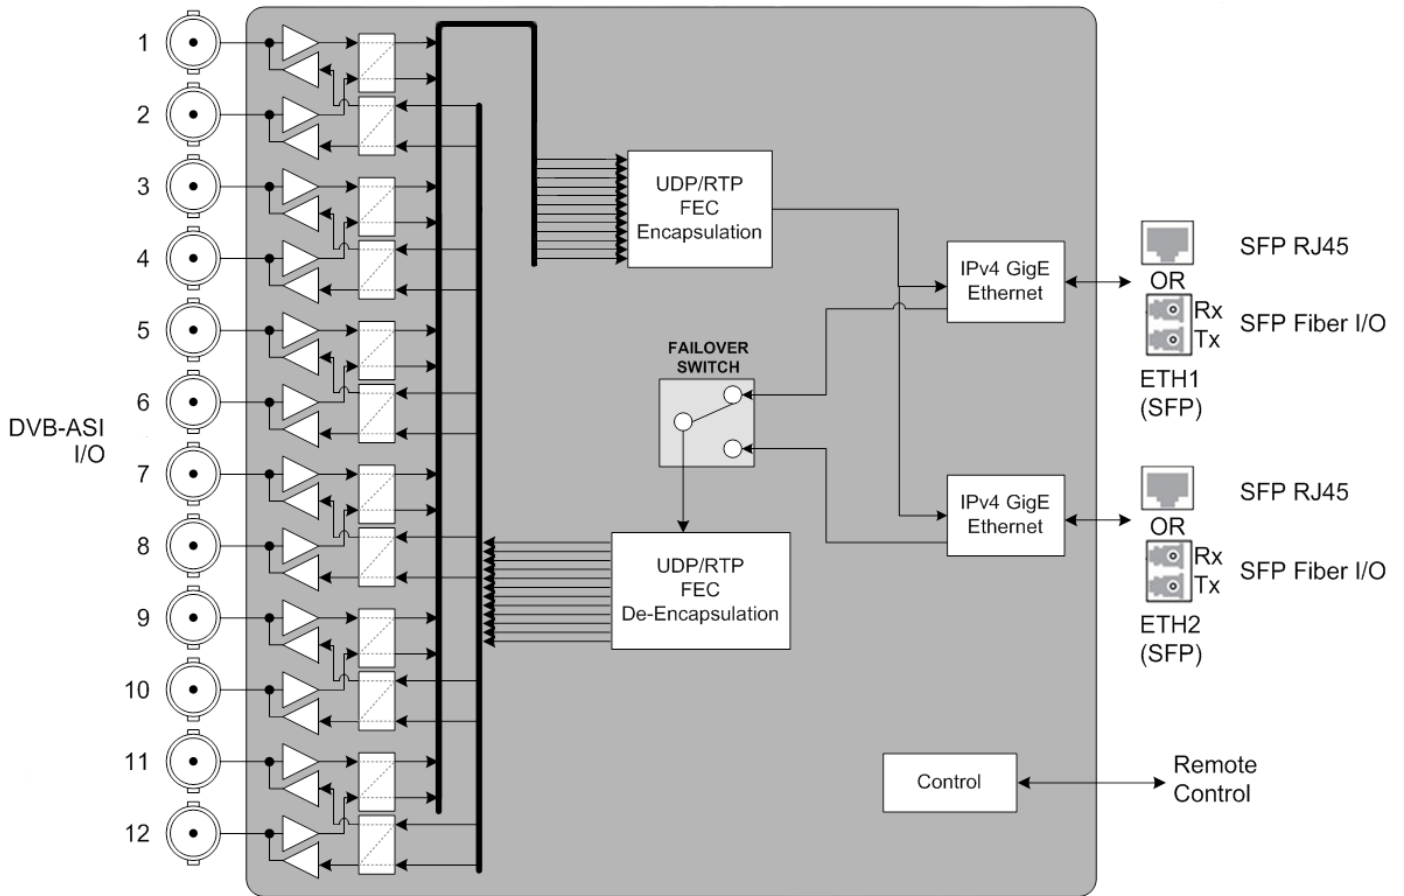 1
2
3
4
5
6
7
8
9
10
11
12
DVB-ASI
I/O
UDP/RTP
FEC
Encapsulation
FAILOVER
SWITCH
UDP/RTP
FEC
De-Encapsulation
IPv4 GigE
Ethernet
IPv4 GigE
Ethernet
SFP RJ45
OR
Rx
Tx
SFP Fiber I/O
ETH1
(SFP)
SFP RJ45
OR
Rx
Tx
SFP Fiber I/O
ETH2
(SFP)
Control
Remote
Control